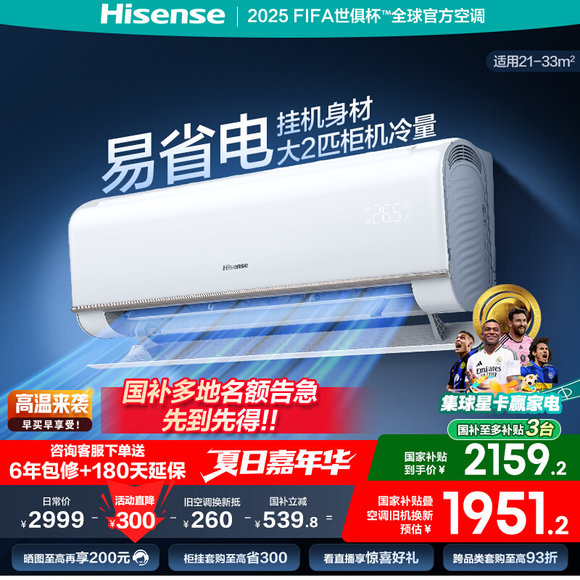 Hisense 2025 FIFA世俱杯™全球官方空调
适用21-33m²
易省电
挂机身材
大2匹柜机冷量
26.5
Hisense
国补多地名额告急
先到先得!!
高温来袭
早买早享受!
集球星卡赢家电
国补至多补贴3台
咨询客服下单送
6年包修+180天延保
夏日嘉年华
国家补贴
到手价 ¥2159.2
日常价
¥2999
-
活动直降
¥300
-
旧空调换新抵
¥260
-
国补立减
¥539.8
=
国家补贴叠
空调旧机换新
预估 ¥1951.2
晒图至高再享200元
柜挂套购至高省300
看直播享惊喜好礼
跨品类套购至高93折